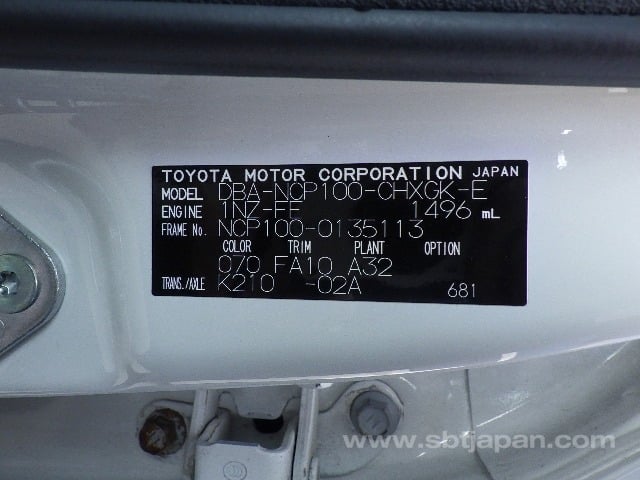 TOYOTA MOTOR CORPORATION JAPAN
MODEL DBA-NCP100-CHXGK-E
ENGINE 1NZ-FE 1496 mL
FRAME No. NCP100-0135113
COLOR TRIM PLANT OPTION
070 FA10 A32
TRANS./AXLE K210 -02A 681
www.sbtjapan.com